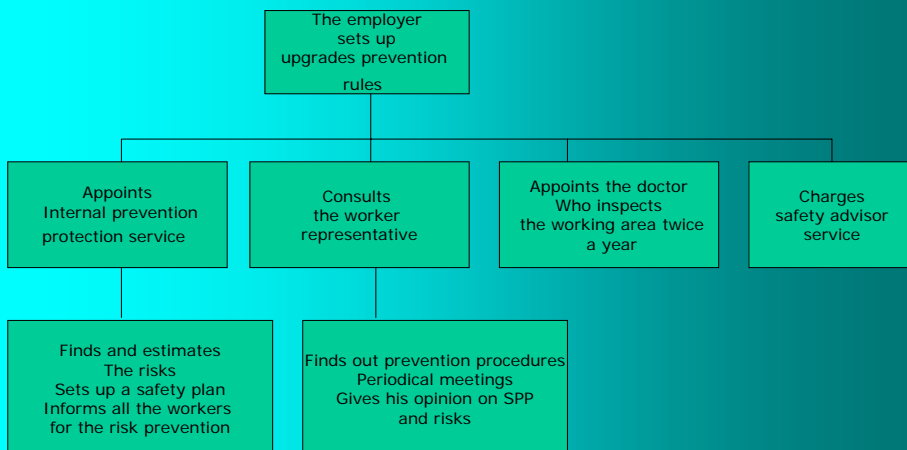 The employer
sets up
upgrades prevention
rules
Appoints
Internal prevention
protection service
Consults
the worker
representative
Appoints the doctor
Who inspects
the working area twice
a year
Charges
safety advisor
service
Finds and estimates
The risks
Sets up a safety plan
Informs all the workers
for the risk prevention
Finds out prevention procedures
Periodical meetings
Gives his opinion on SPP
and risks